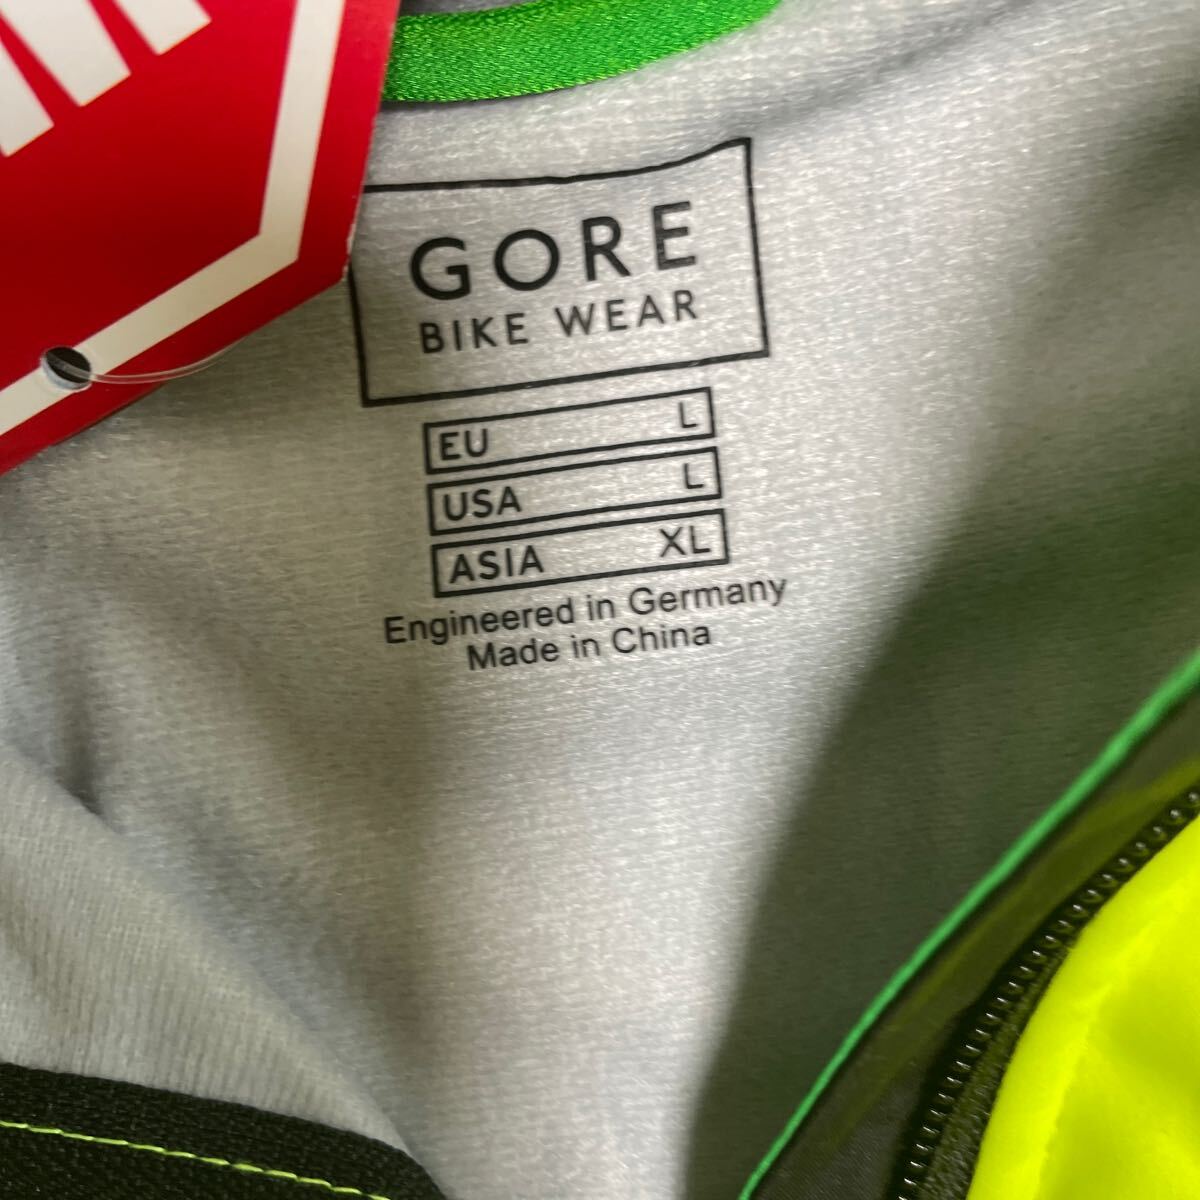 GORE
BIKE WEAR
EU L
USA L
ASIA XL
Engineered in Germany
Made in China